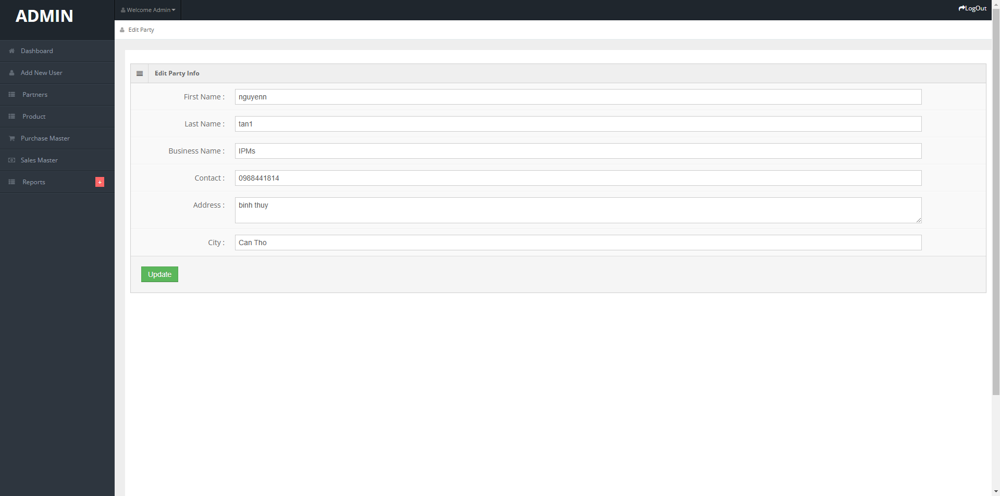 ADMIN
Welcome Admin
LogOut
Edit Party
Dashboard
Add New User
Partners
Product
Purchase Master
Sales Master
Reports
+
Edit Party Info
First Name :
nguyenn
Last Name :
tan1
Business Name :
IPMs
Contact :
0988441814
Address :
binh thuy
City :
Can Tho
Update